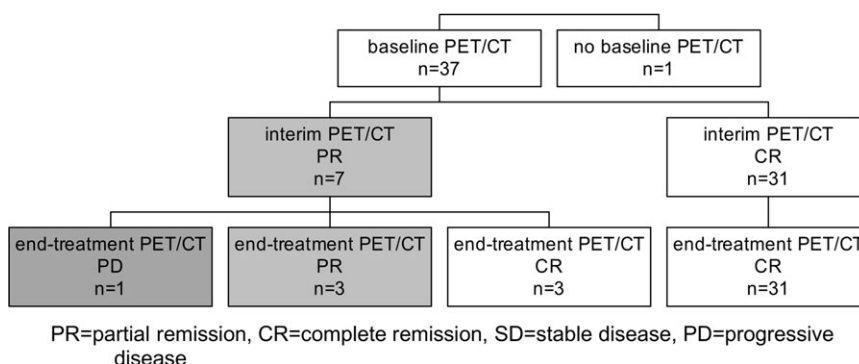 baseline PET/CT
n=37
no baseline PET/CT
n=1
interim PET/CT
PR
n=7
interim PET/CT
CR
n=31
end-treatment PET/CT
PD
n=1
end-treatment PET/CT
PR
n=3
end-treatment PET/CT
CR
n=3
end-treatment PET/CT
CR
n=31
PR=partial remission, CR=complete remission, SD=stable disease, PD=progressive
disease